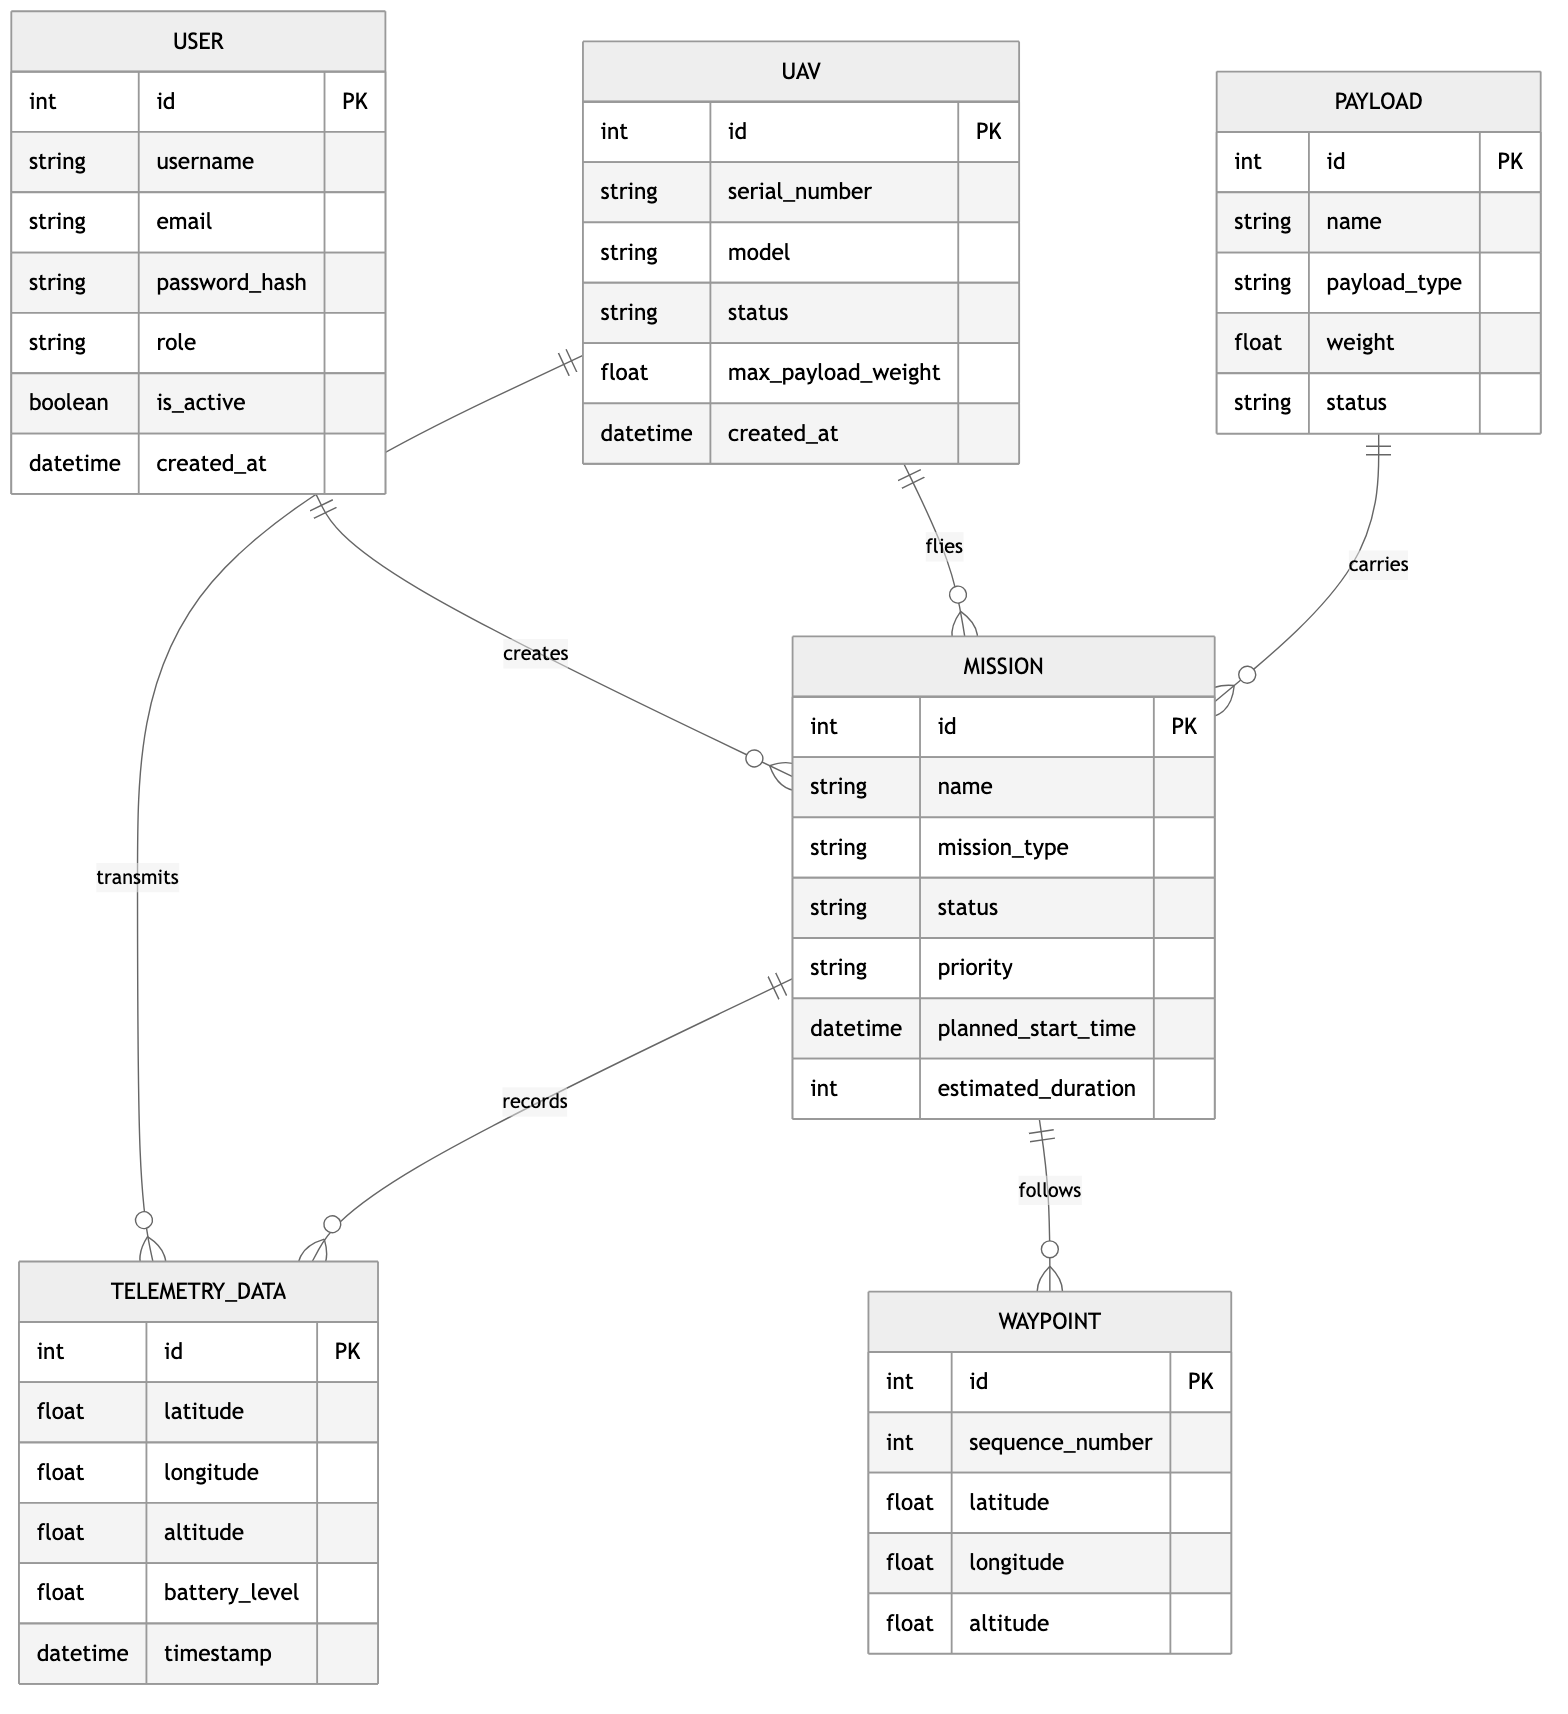 USER
int id PK
string username
string email
string password_hash
string role
boolean is_active
datetime created_at
UAV
int id PK
string serial_number
string model
string status
float max_payload_weight
datetime created_at
PAYLOAD
int id PK
string name
string payload_type
float weight
string status
flies
carries
creates
transmits
MISSION
int id PK
string name
string mission_type
string status
string priority
datetime planned_start_time
int estimated_duration
records
follows
TELEMETRY_DATA
int id PK
float latitude
float longitude
float altitude
float battery_level
datetime timestamp
WAYPOINT
int id PK
int sequence_number
float latitude
float longitude
float altitude